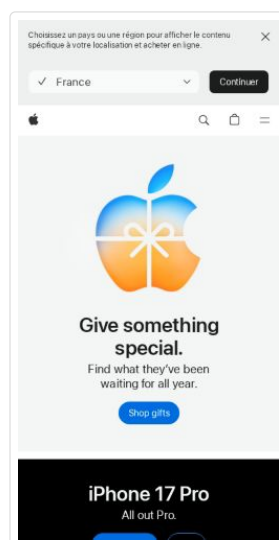 Choisissez un pays ou une région pour afficher le contenu
spécifique à votre localisation et acheter en ligne.
France
Continuer
Give something
special.
Find what they’ve been
waiting for all year.
Shop gifts
iPhone 17 Pro
All out Pro.